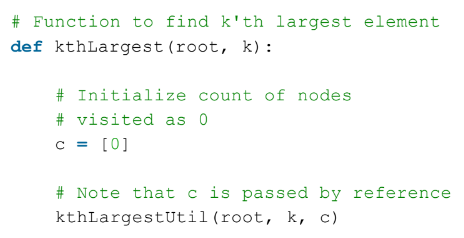 # Function to find k'th largest element
def kthLargest(root, k):
# Initialize count of nodes
# visited as 0
c = [0]
# Note that c is passed by reference
kthLargestUtil(root, k, c)